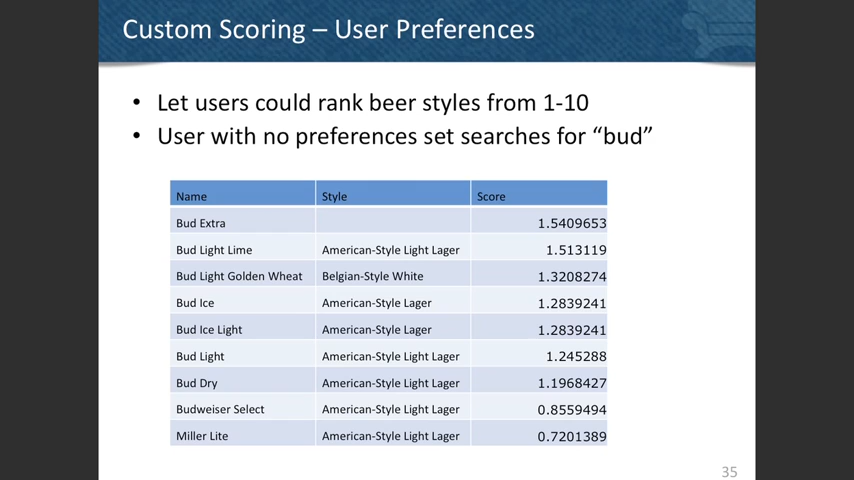 Custom Scoring – User Preferences
• Let users could rank beer styles from 1-10
• User with no preferences set searches for “bud”
Name Style Score
Bud Extra 1.5409653
Bud Light Lime American-Style Light Lager 1.513119
Bud Light Golden Wheat Belgian-Style White 1.3208274
Bud Ice American-Style Lager 1.2839241
Bud Ice Light American-Style Lager 1.2839241
Bud Light American-Style Light Lager 1.245288
Bud Dry American-Style Light Lager 1.1968427
Budweiser Select American-Style Light Lager 0.8559494
Miller Lite American-Style Light Lager 0.7201389
35